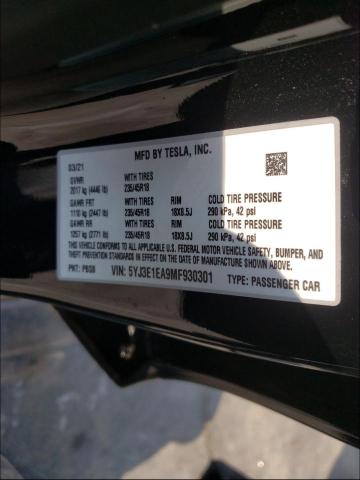 MFD BY TESLA, INC.
03/21
GVWR WITH TIRES
2017 kg (4446 lb) 235/45R18
GAWR FRT WITH TIRES RIM COLD TIRE PRESSURE
1110 kg (2447 lb) 235/45R18 18X8.5J 290 kPa, 42 psi
GAWR RR WITH TIRES RIM COLD TIRE PRESSURE
1257 kg (2771 lb) 235/45R18 18X8.5J 290 kPa, 42 psi
THIS VEHICLE CONFORMS TO ALL APPLICABLE U.S. FEDERAL MOTOR VEHICLE SAFETY, BUMPER, AND
THEFT PREVENTION STANDARDS IN EFFECT ON THE DATE OF MANUFACTURE SHOWN ABOVE.
PKT: PBSB VIN: 5YJ3E1EA9MF930301 TYPE: PASSENGER CAR